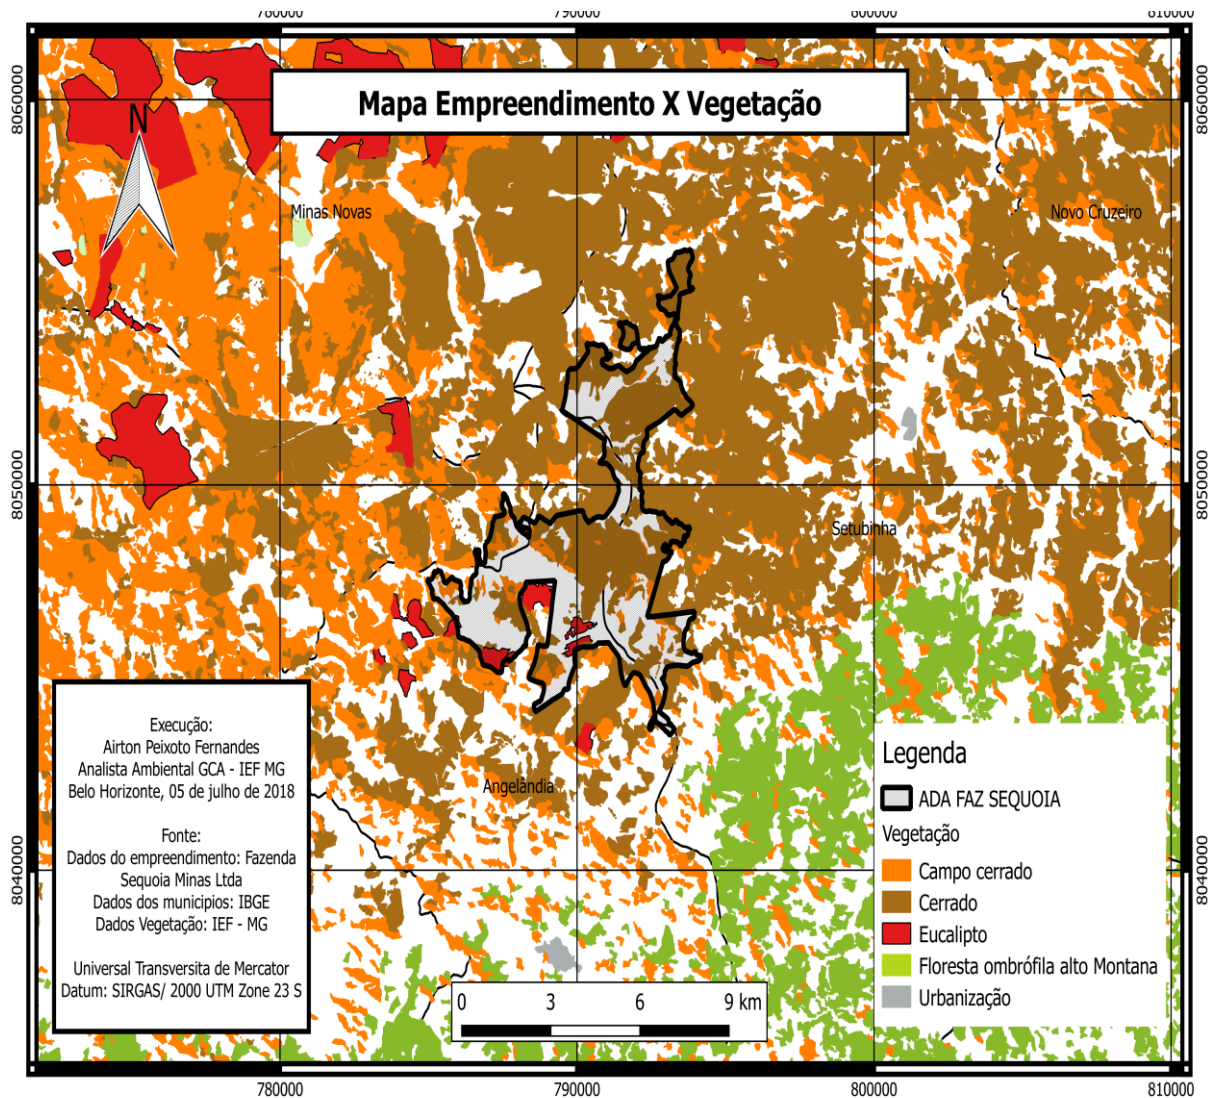 760000 790000 800000 810000
Mapa Empreendimento X Vegetação
8060000
8060000
N
Minas Novas
Novo Cruzeiro
8050000
8050000
Setubinha
Execução:
Airton Peixoto Fernandes
Analista Ambiental GCA - IEF MG
Belo Horizonte, 05 de julho de 2018
Fonte:
Dados do empreendimento: Fazenda
Sequoia Minas Ltda
Dados dos municipios: IBGE
Dados Vegetação: IEF - MG
Universal Transversita de Mercator
Datum: SIRGAS/ 2000 UTM Zone 23 S
Angelândia
Legenda
ADA FAZ SEQUOIA
Vegetação
Campo cerrado
Cerrado
Eucalipto
Floresta ombrófila alto Montana
Urbanização
8040000
8040000
0 3 6 9 km
780000 790000 800000 810000